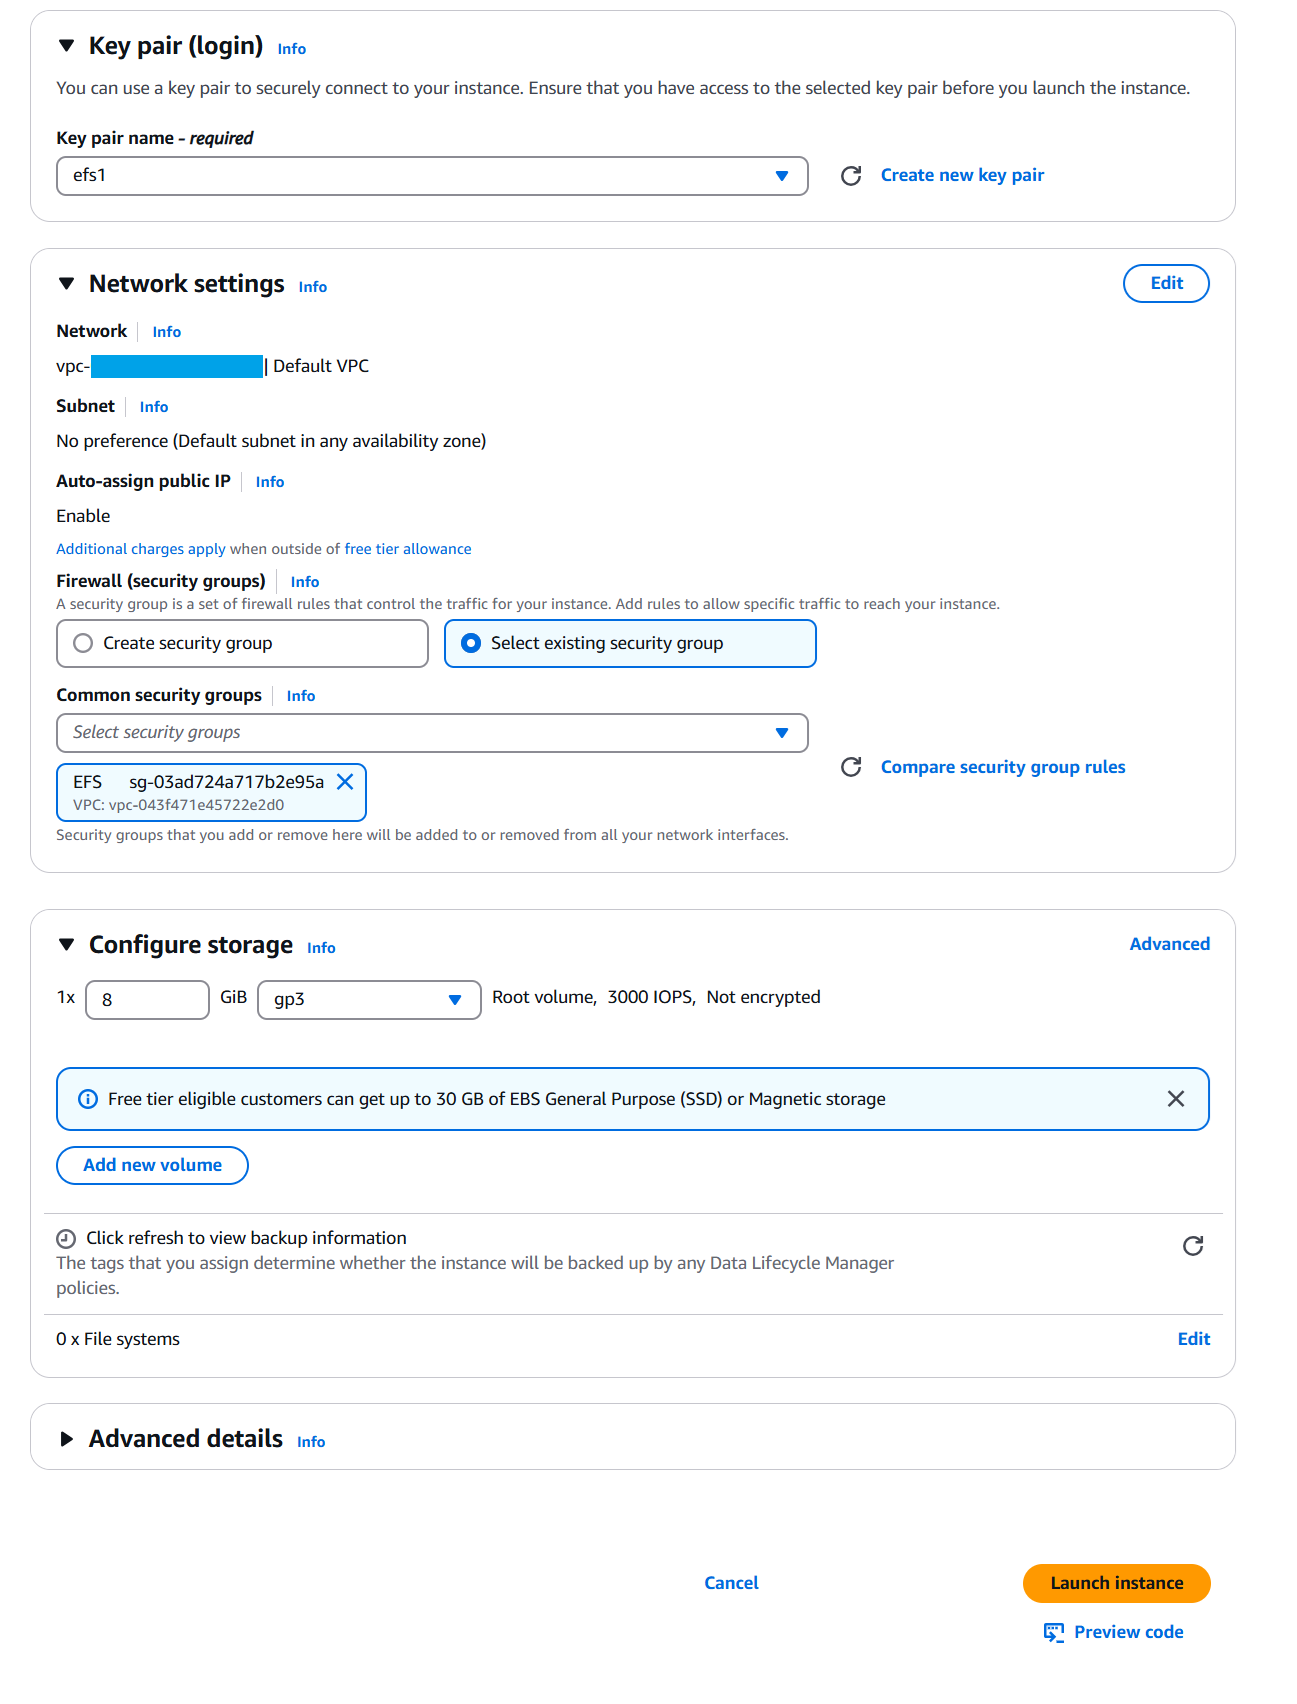 Key pair (login) Info
You can use a key pair to securely connect to your instance. Ensure that you have access to the selected key pair before you launch the instance.
Key pair name - required
efs1
Create new key pair
Network settings Info
Edit
Network Info
vpc- | Default VPC
Subnet Info
No preference (Default subnet in any availability zone)
Auto-assign public IP Info
Enable
Additional charges apply when outside of free tier allowance
Firewall (security groups) Info
A security group is a set of firewall rules that control the traffic for your instance. Add rules to allow specific traffic to reach your instance.
Create security group
Select existing security group
Common security groups Info
Select security groups
Compare security group rules
EFS sg-03ad724a717b2e95a
VPC: vpc-043f471e45722e2d0
Security groups that you add or remove here will be added to or removed from all your network interfaces.
Configure storage Info
Advanced
1x 8 GiB gp3 Root volume, 3000 IOPS, Not encrypted
Free tier eligible customers can get up to 30 GB of EBS General Purpose (SSD) or Magnetic storage
Add new volume
Click refresh to view backup information
The tags that you assign determine whether the instance will be backed up by any Data Lifecycle Manager
policies.
0 x File systems
Edit
Advanced details Info
Cancel
Launch instance
Preview code